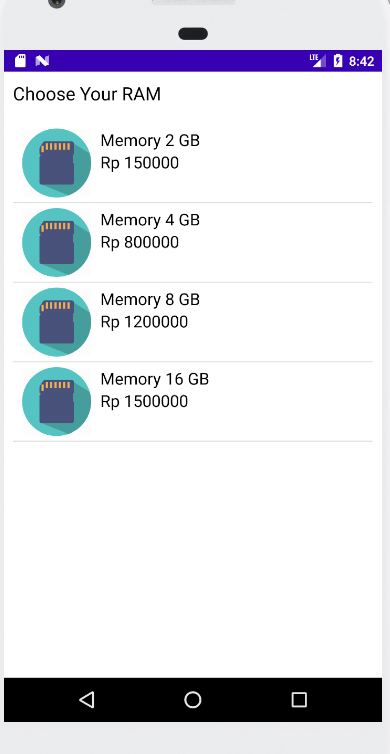 LTE 8:42
Choose Your RAM
Memory 2 GB
Rp 150000
Memory 4 GB
Rp 800000
Memory 8 GB
Rp 1200000
Memory 16 GB
Rp 1500000